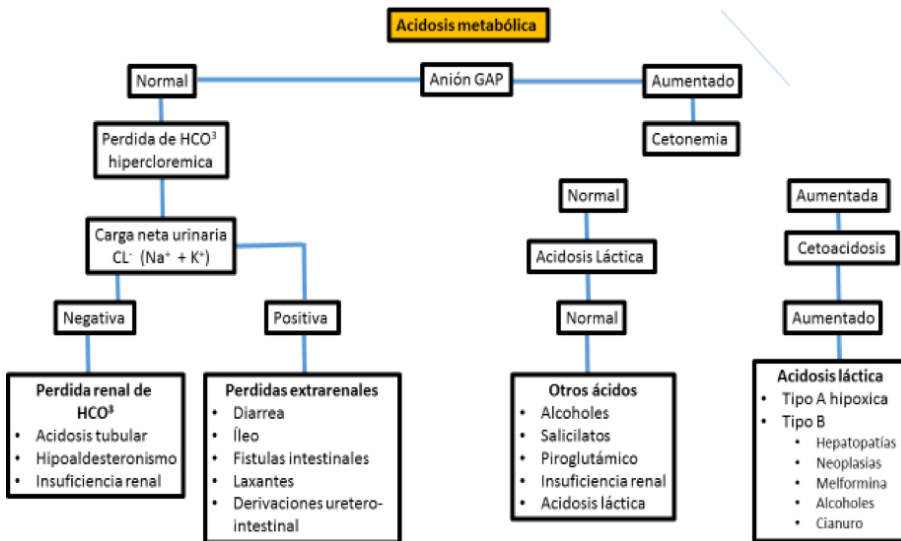 Acidosis metabólica
Normal
Anión GAP
Aumentado
Perdida de HCO³
hipercloremica
Cetonemia
Normal
Aumentada
Carga neta urinaria
CL⁻ (Na⁺ + K⁺)
Acidosis Láctica
Cetoacidosis
Negativa
Positiva
Normal
Aumentado
Perdida renal de
HCO³
• Acidosis tubular
• Hipoaldesteronismo
• Insuficiencia renal
Perdidas extrarenales
• Diarrea
• Íleo
• Fistulas intestinales
• Laxantes
• Derivaciones uretero-
intestinal
Otros ácidos
• Alcoholes
• Salicilatos
• Piroglutámico
• Insuficiencia renal
• Acidosis láctica
Acidosis láctica
• Tipo A hipoxica
• Tipo B
• Hepatopatías
• Neoplasias
• Melformina
• Alcoholes
• Cianuro